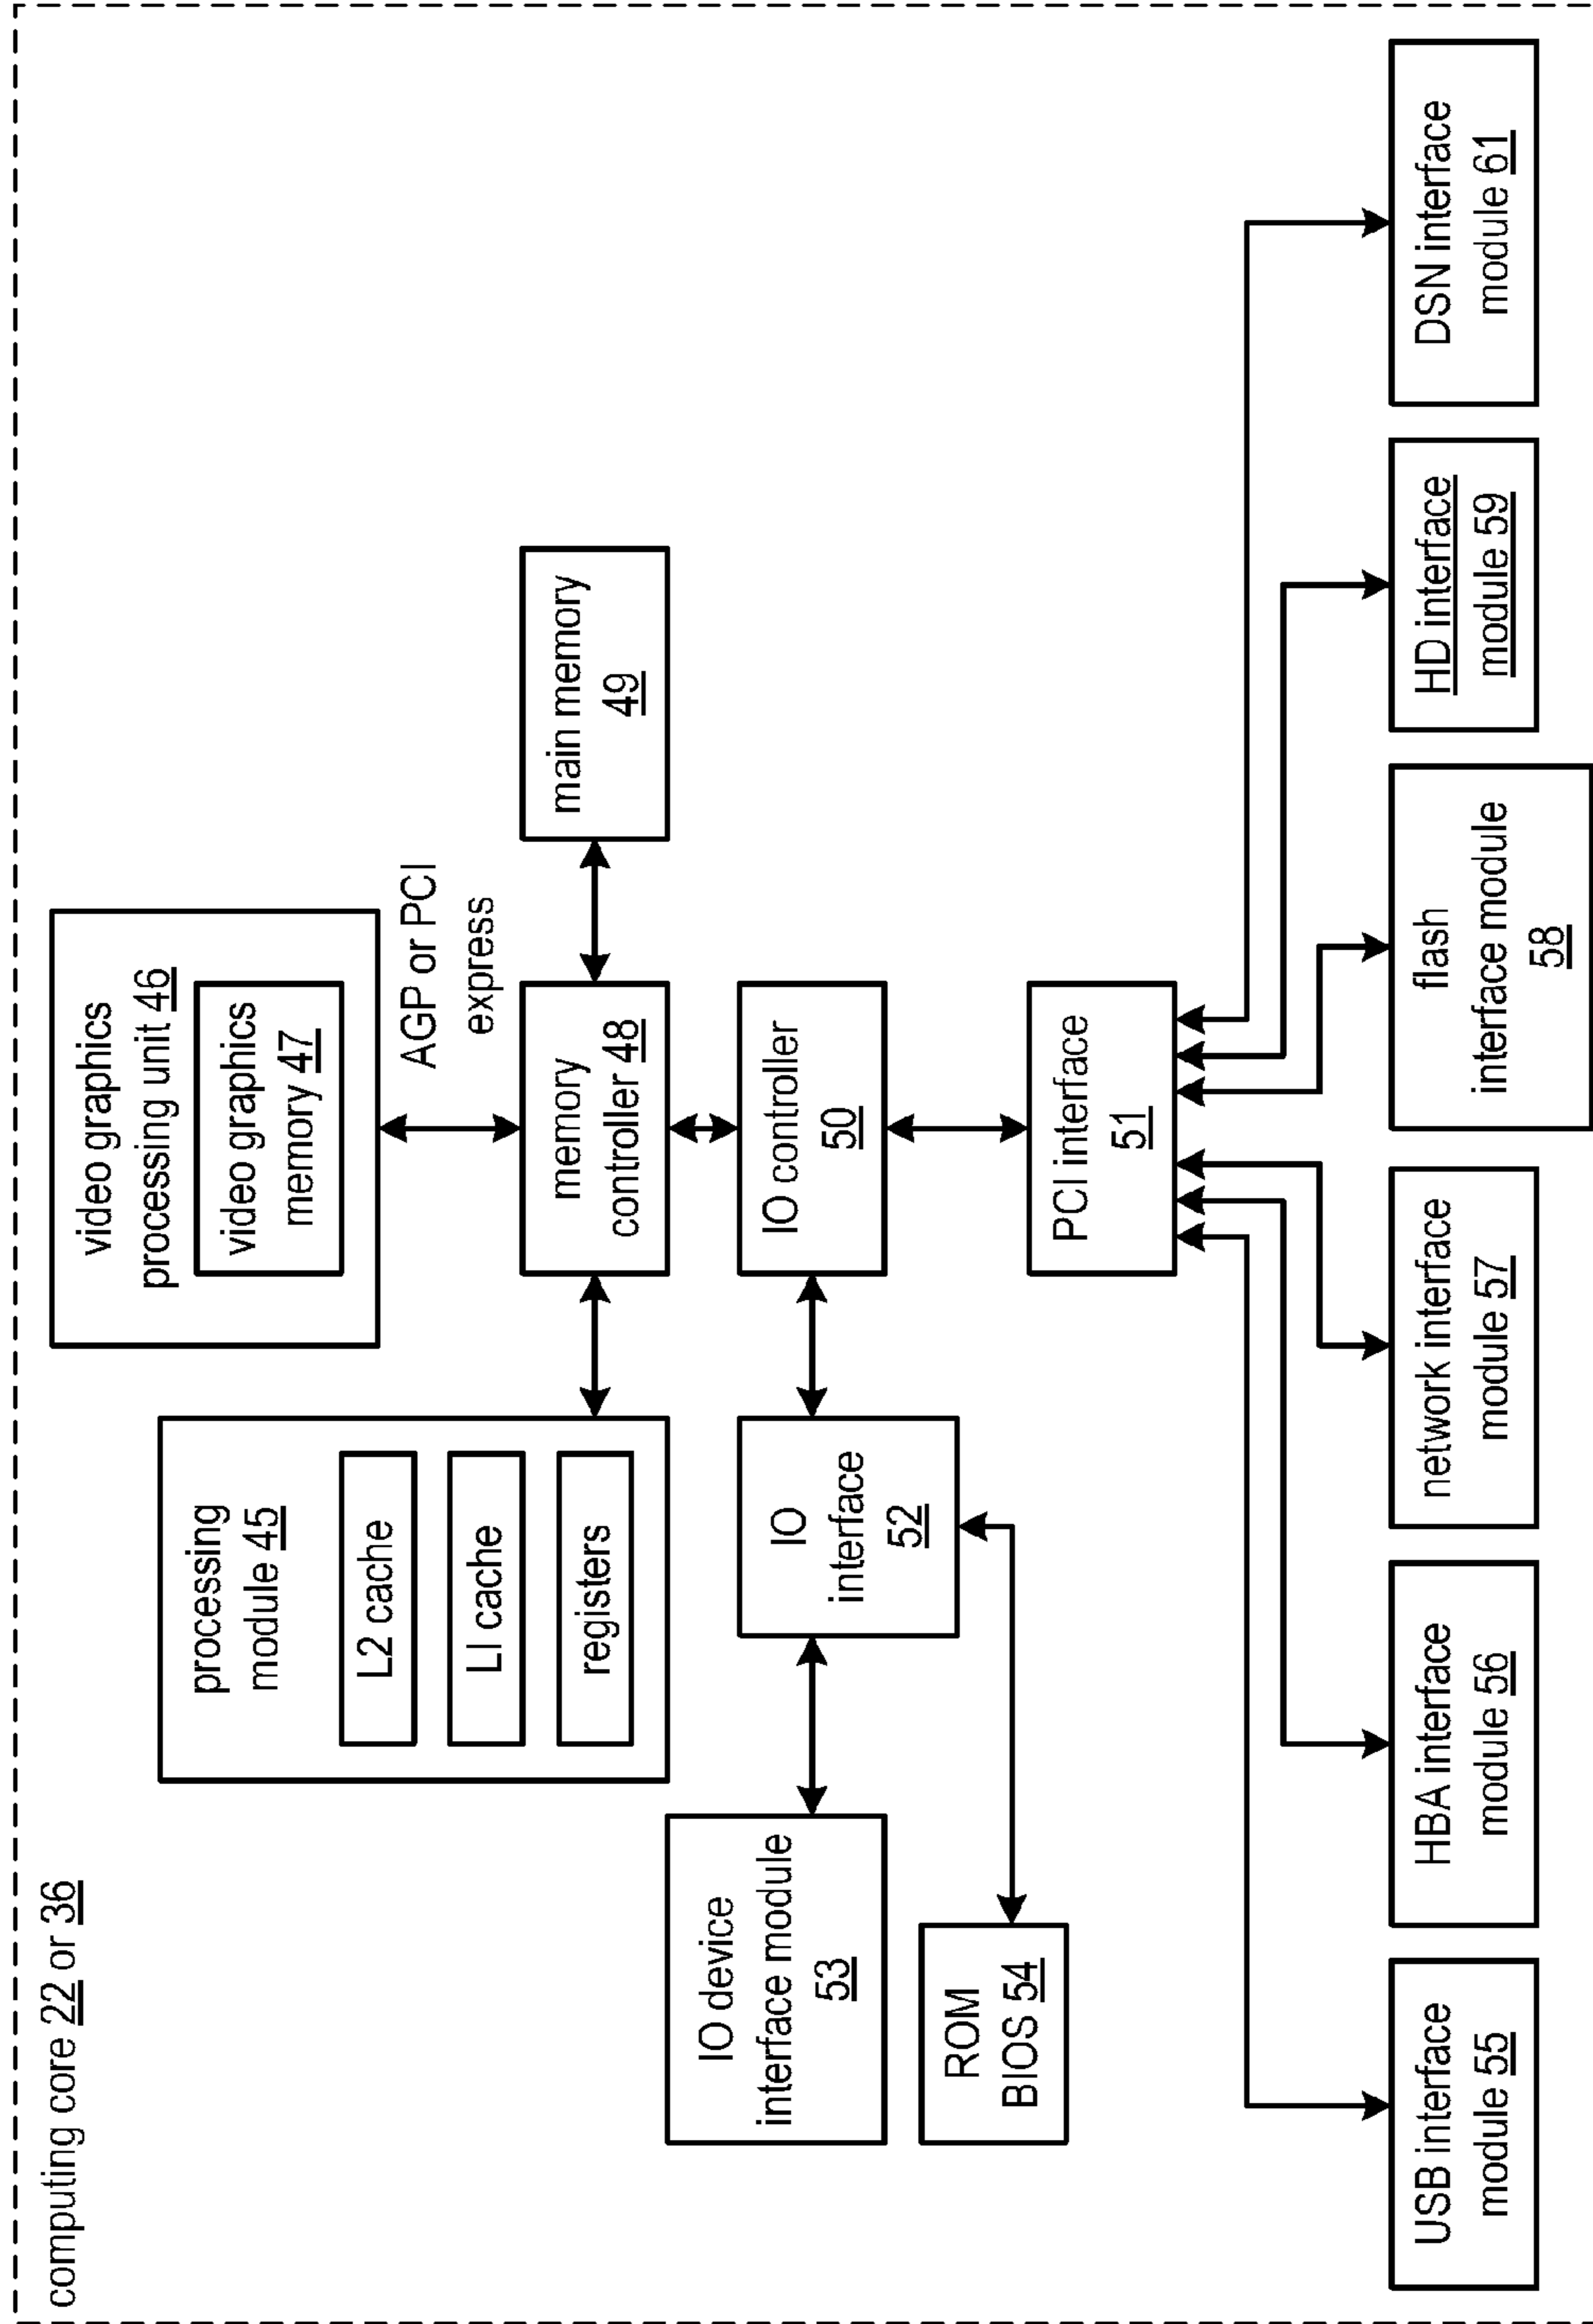 computing core 22 or 36
video graphics
processing unit 46
video graphics
memory 47
processing
module 45
L2 cache
LI cache
registers
AGP or PCI
express
memory
controller 48
main memory
49
IO device
interface module
53
IO
interface
52
IO controller
50
ROM
BIOS 54
PCI interface
51
USB interface
module 55
HBA interface
module 56
network interface
module 57
flash
interface module
58
HD interface
module 59
DSN interface
module 61